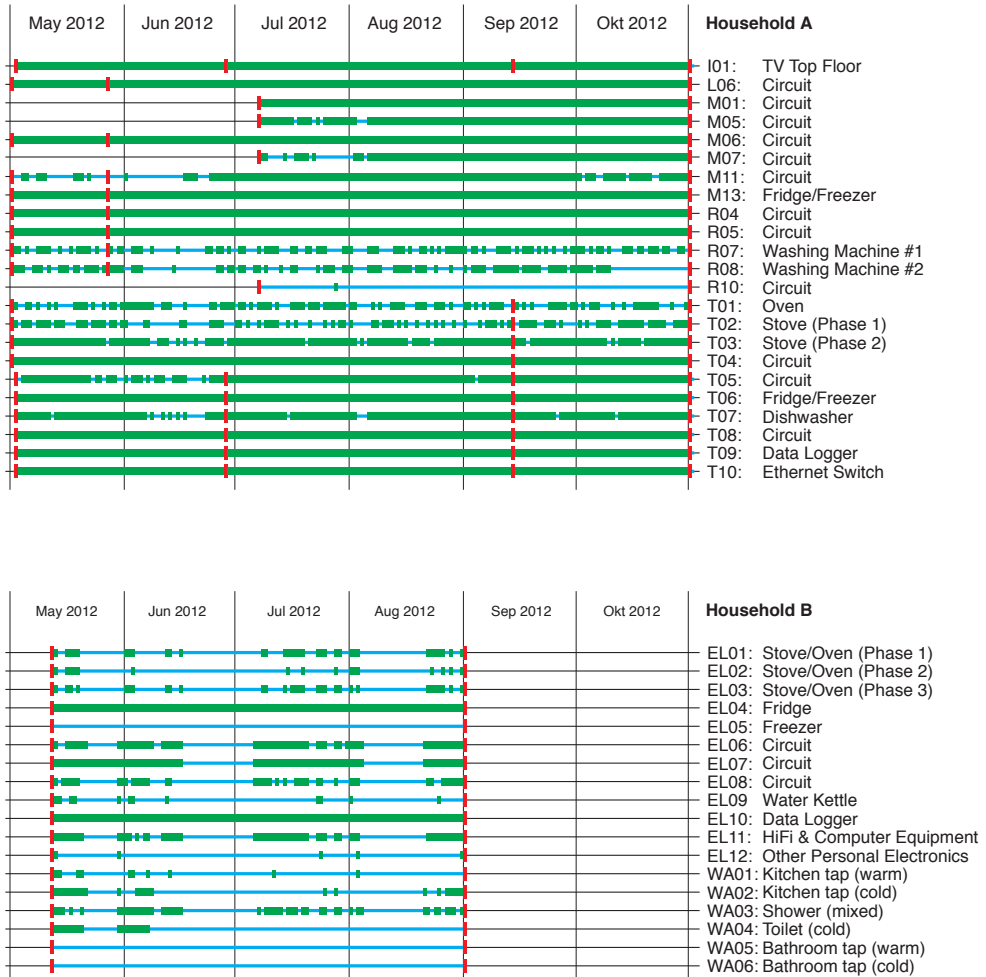 May 2012 Jun 2012 Jul 2012 Aug 2012 Sep 2012 Okt 2012 Household A
I01: TV Top Floor
L06: Circuit
M01: Circuit
M05: Circuit
M06: Circuit
M07: Circuit
M11: Circuit
M13: Fridge/Freezer
R04 Circuit
R05: Circuit
R07: Washing Machine #1
R08: Washing Machine #2
R10: Circuit
T01: Oven
T02: Stove (Phase 1)
T03: Stove (Phase 2)
T04: Circuit
T05: Circuit
T06: Fridge/Freezer
T07: Dishwasher
T08: Circuit
T09: Data Logger
T10: Ethernet Switch
May 2012 Jun 2012 Jul 2012 Aug 2012 Sep 2012 Okt 2012 Household B
EL01: Stove/Oven (Phase 1)
EL02: Stove/Oven (Phase 2)
EL03: Stove/Oven (Phase 3)
EL04: Fridge
EL05: Freezer
EL06: Circuit
EL07: Circuit
EL08: Circuit
EL09 Water Kettle
EL10: Data Logger
EL11: HiFi & Computer Equipment
EL12: Other Personal Electronics
WA01: Kitchen tap (warm)
WA02: Kitchen tap (cold)
WA03: Shower (mixed)
WA04: Toilet (cold)
WA05: Bathroom tap (warm)
WA06: Bathroom tap (cold)